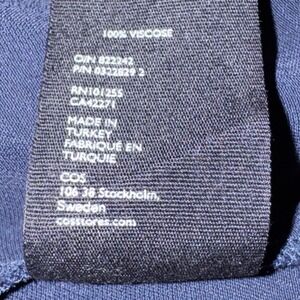 100% VISCOSE
O/N 822242
P/N 0322829 2
RN101255
CA42271
MADE IN
TURKEY
FABRIQUÉ EN
TURQUIE
COS
106 38 Stockholm,
Sweden
cosstores.com